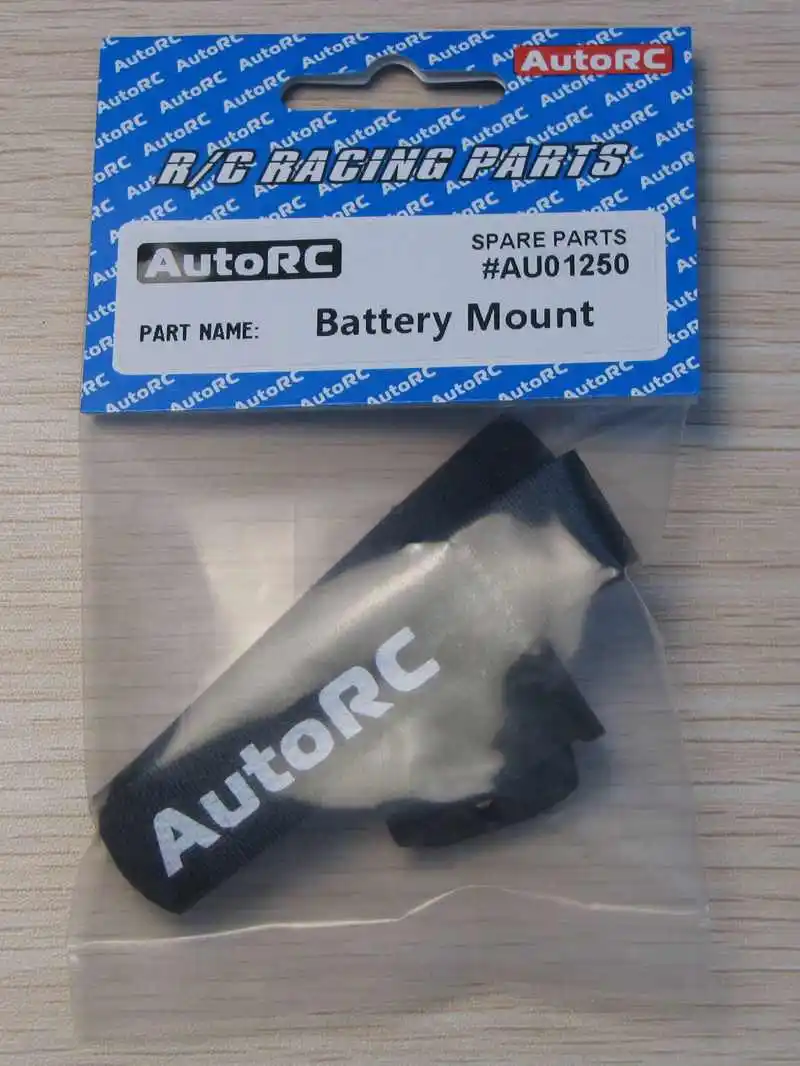 AutoRC
R/C RACING PARTS
AutoRC
SPARE PARTS
#AU01250
PART NAME: Battery Mount
AutoRC